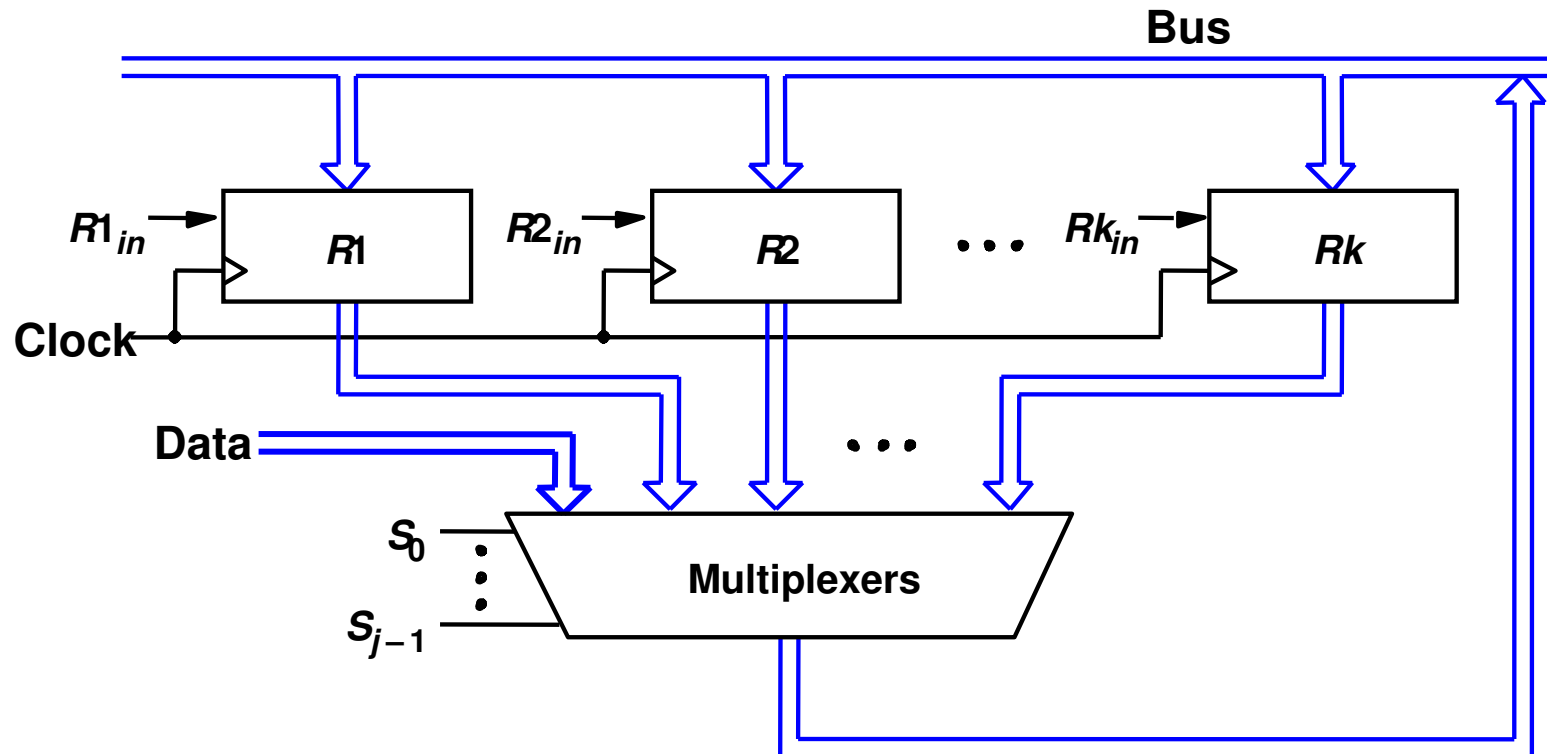 Bus
R1in
R1
R2in
R2
Rkin
Rk
Clock
Data
S0
Multiplexers
Sj–1